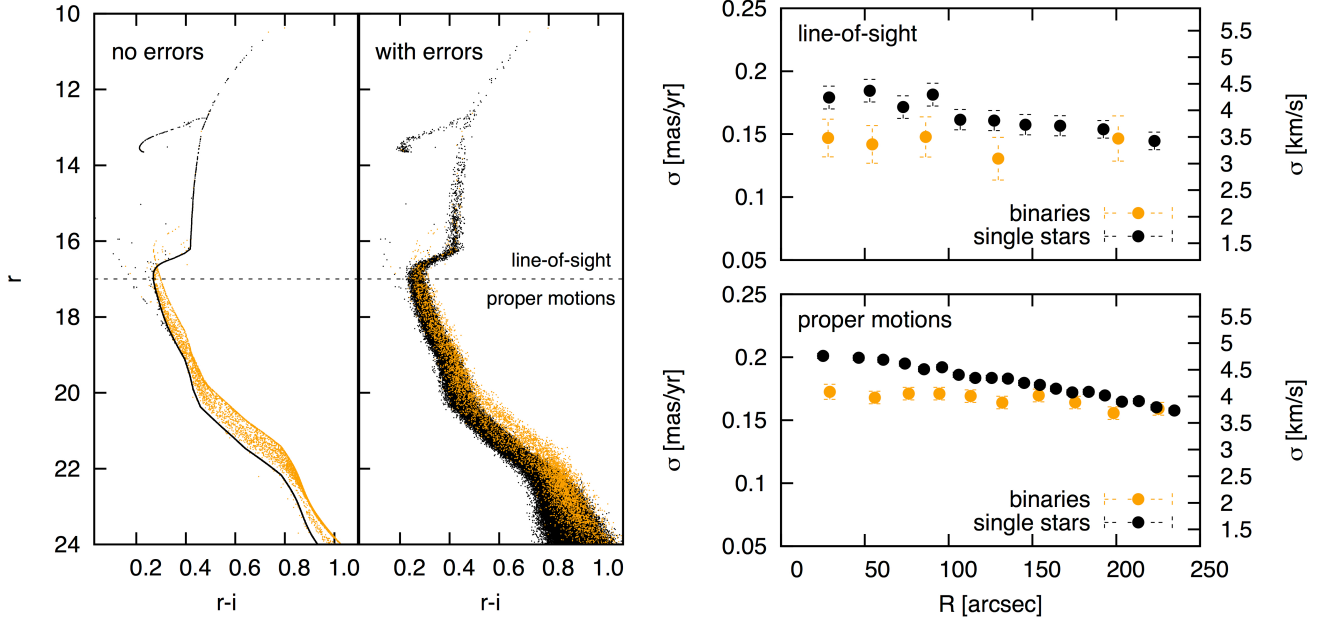 no errors
with errors
10
12
14
16
18
20
22
24
r
line-of-sight
proper motions
0.2 0.4 0.6 0.8 1.0
0.2 0.4 0.6 0.8 1.0
r-i
r-i
line-of-sight
0.25
0.2
0.15
0.1
0.05
σ [mas/yr]
5.5
5
4.5
4
3.5
3
2.5
2
1.5
σ [km/s]
binaries
single stars
proper motions
0.25
0.2
0.15
0.1
0.05
σ [mas/yr]
5.5
5
4.5
4
3.5
3
2.5
2
1.5
σ [km/s]
binaries
single stars
0 50 100 150 200 250
R [arcsec]